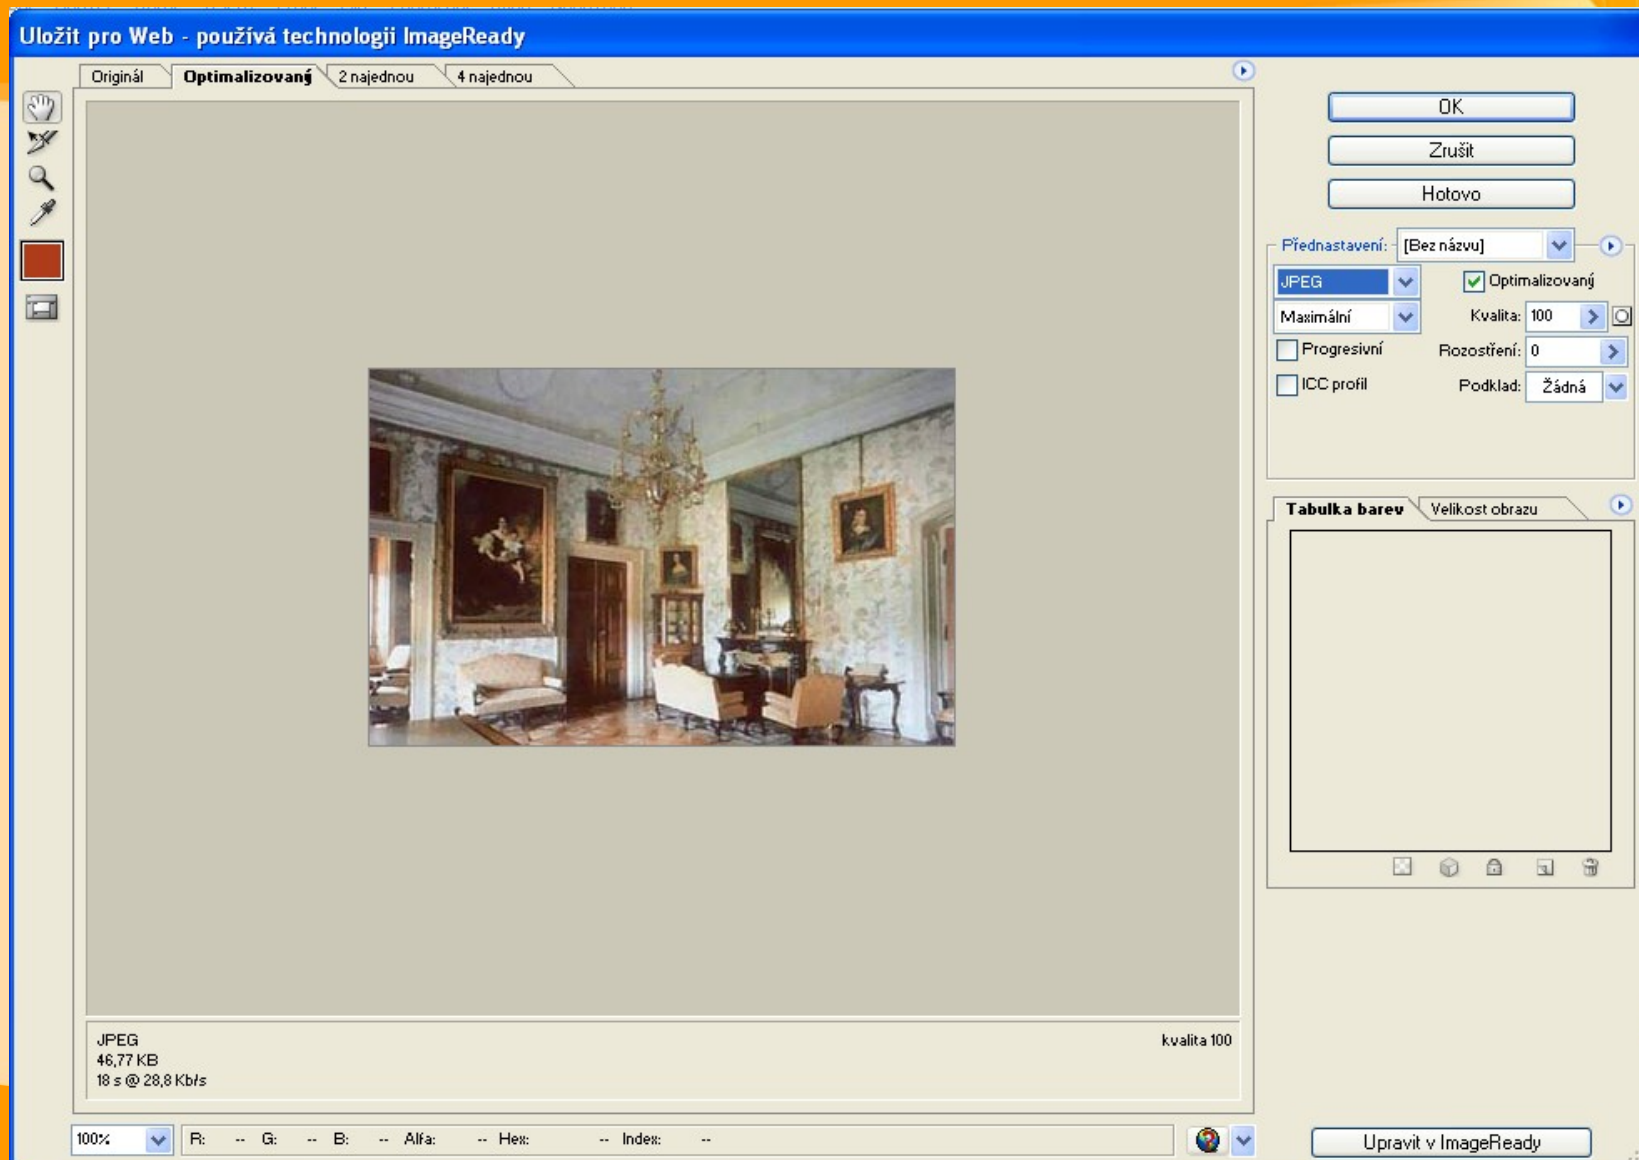 Uložit pro Web - používá technologii ImageReady
Originál Optimalizovaný 2 najednou 4 najednou
OK
Zrušit
Hotovo
Přednastavení: [Bez názvu]
JPEG Optimalizovaný
Maximální Kvalita: 100
Progresivní Rozostření: 0
ICC profil Podklad: Žádná
Tabulka barev Velikost obrazu
JPEG kvalita 100
46,77 KB
18 s @ 28,8 Kb/s
100% R: -- G: -- B: -- Alfa: -- Hex: -- Index: --
Upravit v ImageReady